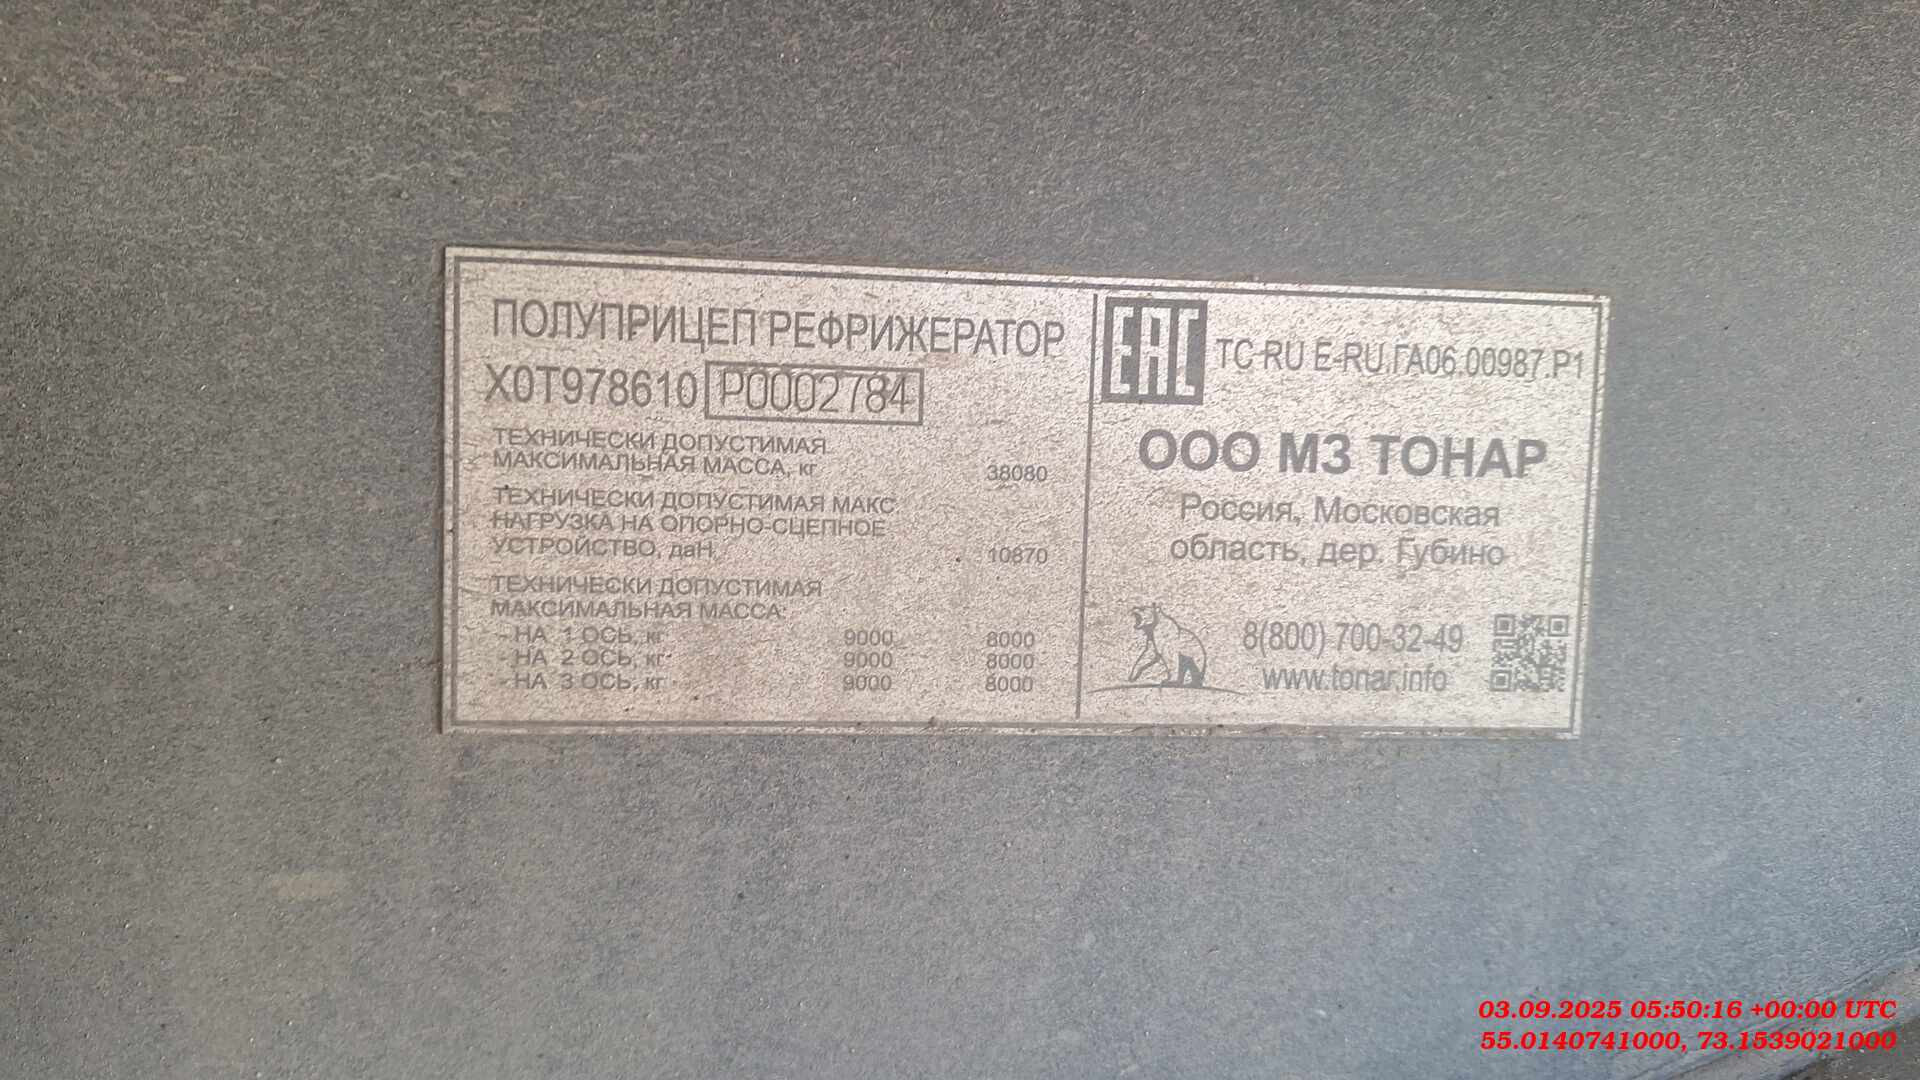 ПОЛУПРИЦЕП РЕФРИЖЕРАТОР
X0T978610 P0002784
ТЕХНИЧЕСКИ ДОПУСТИМАЯ
МАКСИМАЛЬНАЯ МАССА, кг 38080
ТЕХНИЧЕСКИ ДОПУСТИМАЯ МАКС
НАГРУЗКА НА ОПОРНО-СЦЕПНОЕ
УСТРОЙСТВО, даН, 10870
ТЕХНИЧЕСКИ ДОПУСТИМАЯ
МАКСИМАЛЬНАЯ МАССА:
- НА 1 ОСЬ, кг 9000 8000
- НА 2 ОСЬ, кг 9000 8000
- НА 3 ОСЬ, кг 9000 8000
EAC TC RU E-RU.ГА06.00987.P1
ООО МЗ ТОНАР
Россия, Московская
область, дер. Губино
8(800) 700-32-49
www.tonar.info
03.09.2025 05:50:16 +00:00 UTC
55.0140741000, 73.1539021000